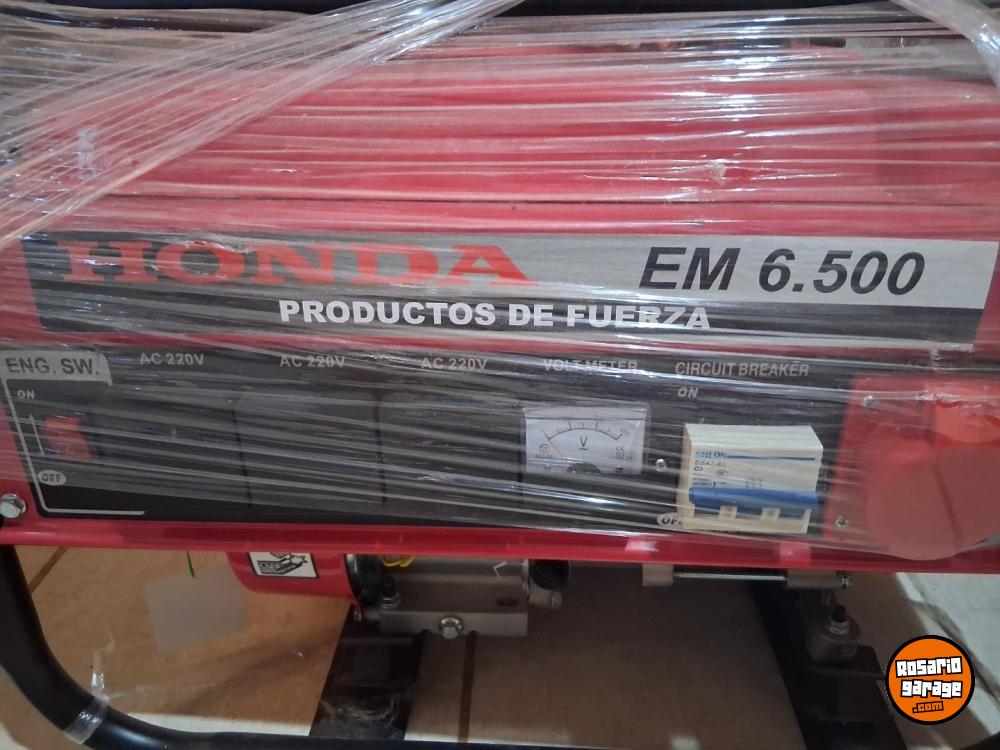 HONDA
EM 6.500
PRODUCTOS DE FUERZA
ENG. SW.
AC 220V
AC 220V
AC 220V
VOLT METER
CIRCUIT BREAKER
ON
ON
V
OFF
ROSARIO
garage
.com